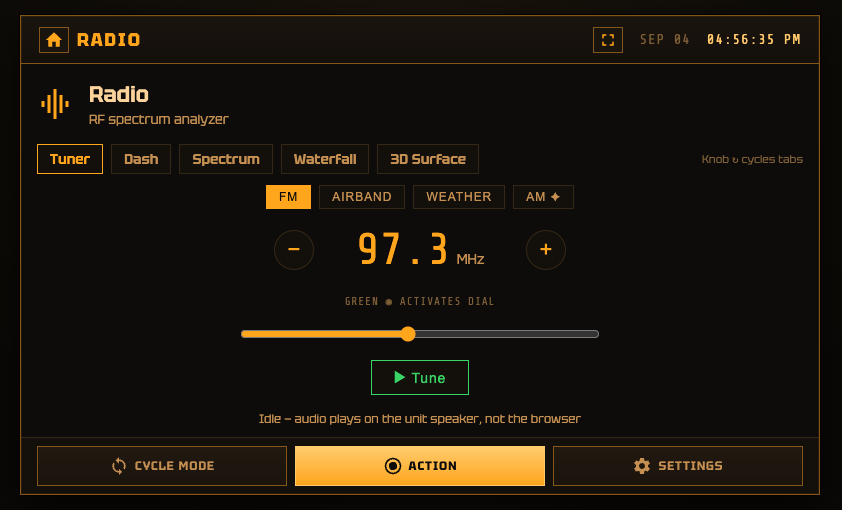 RADIO
SEP 04 04:56:35 PM
Radio
RF spectrum analyzer
Tuner Dash Spectrum Waterfall 3D Surface Knob ↻ cycles tabs
FM AIRBAND WEATHER AM ✦
− 97.3 MHz +
GREEN ◉ ACTIVATES DIAL
▶ Tune
Idle — audio plays on the unit speaker, not the browser
CYCLE MODE ACTION SETTINGS